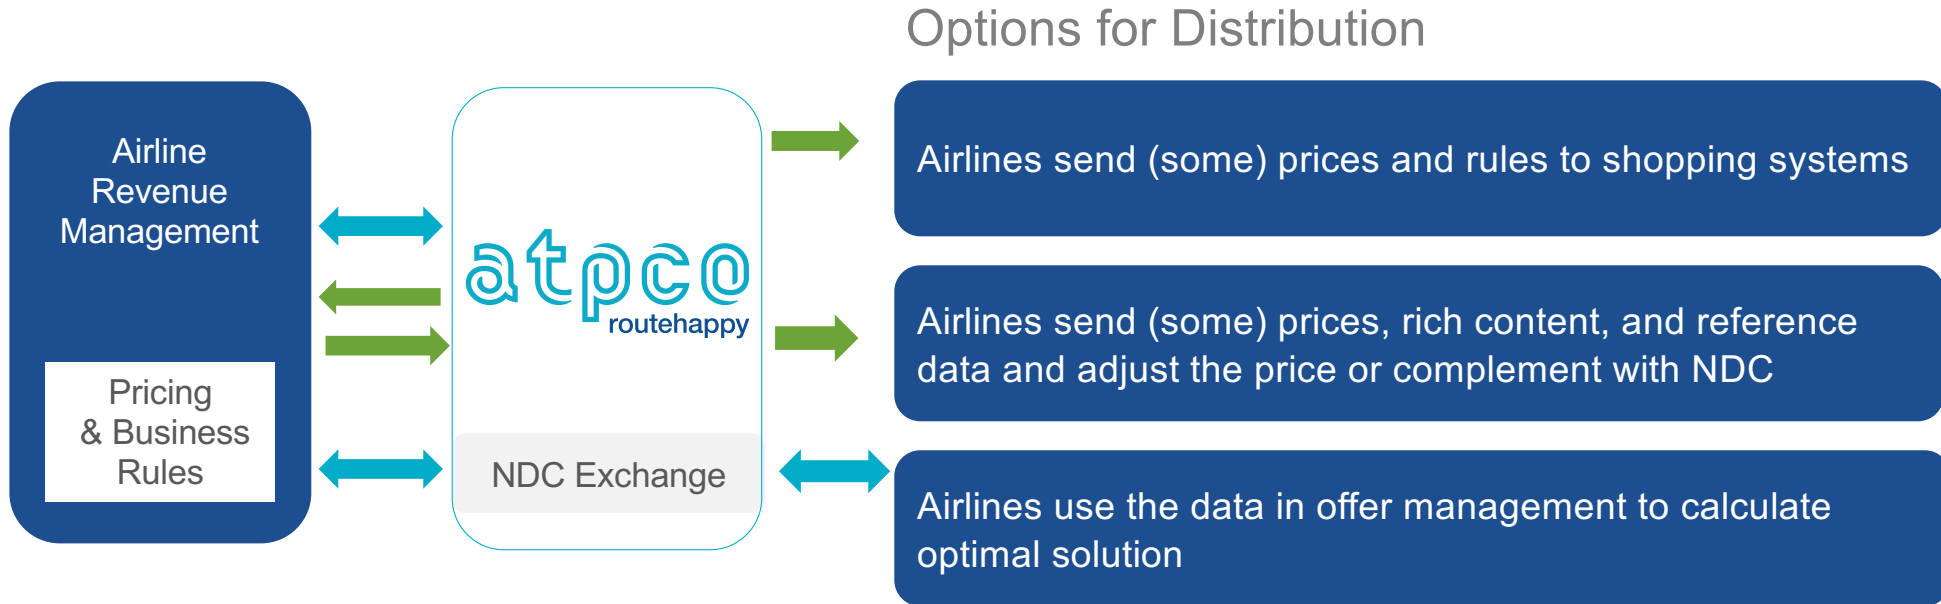 Options for Distribution
Airline
Revenue
Management
Pricing
& Business
Rules
atpco
routehappy
NDC Exchange
Airlines send (some) prices and rules to shopping systems
Airlines send (some) prices, rich content, and reference
data and adjust the price or complement with NDC
Airlines use the data in offer management to calculate
optimal solution